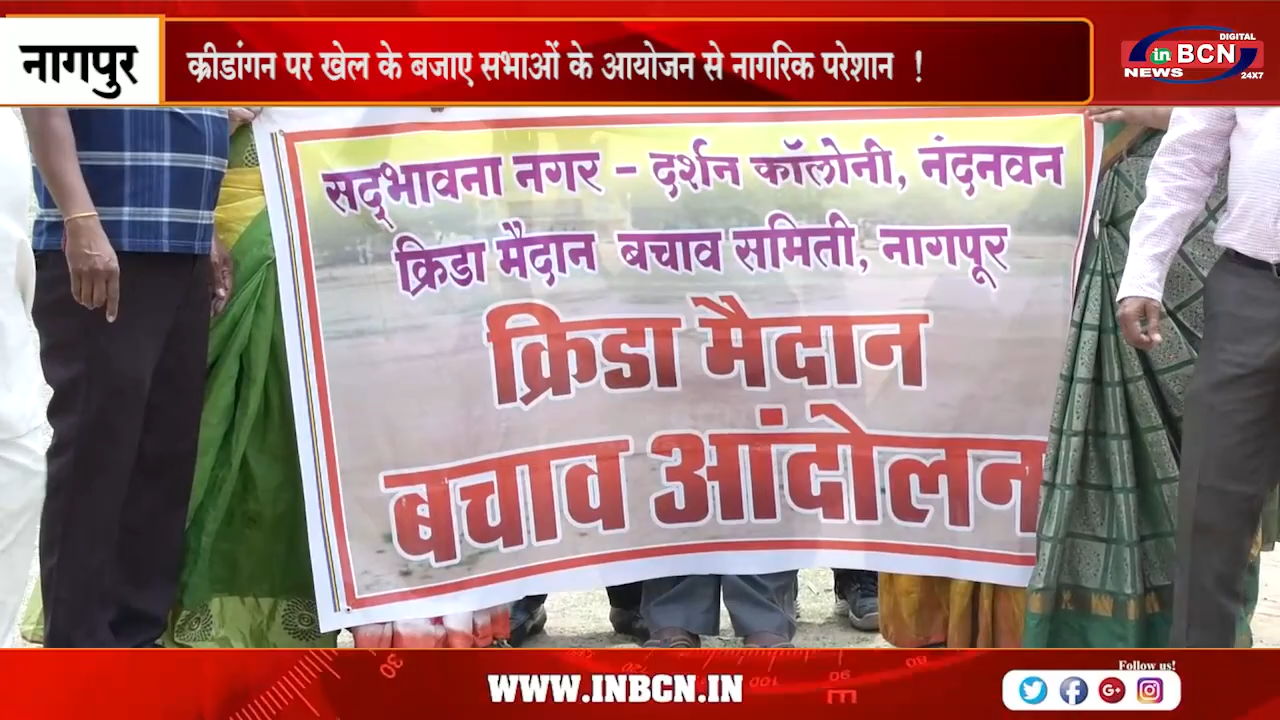 नागपुर
क्रीडांगन पर खेल के बजाए सभाओं के आयोजन से नागरिक परेशान !
DIGITAL
in BCN
NEWS
24X7
सद्‌भावना नगर - दर्शन कॉलोनी, नंदनवन
क्रिडा मैदान बचाव समिती, नागपूर
क्रिडा मैदान
बचाव आंदोलन
WWW.INBCN.IN
Follow us!